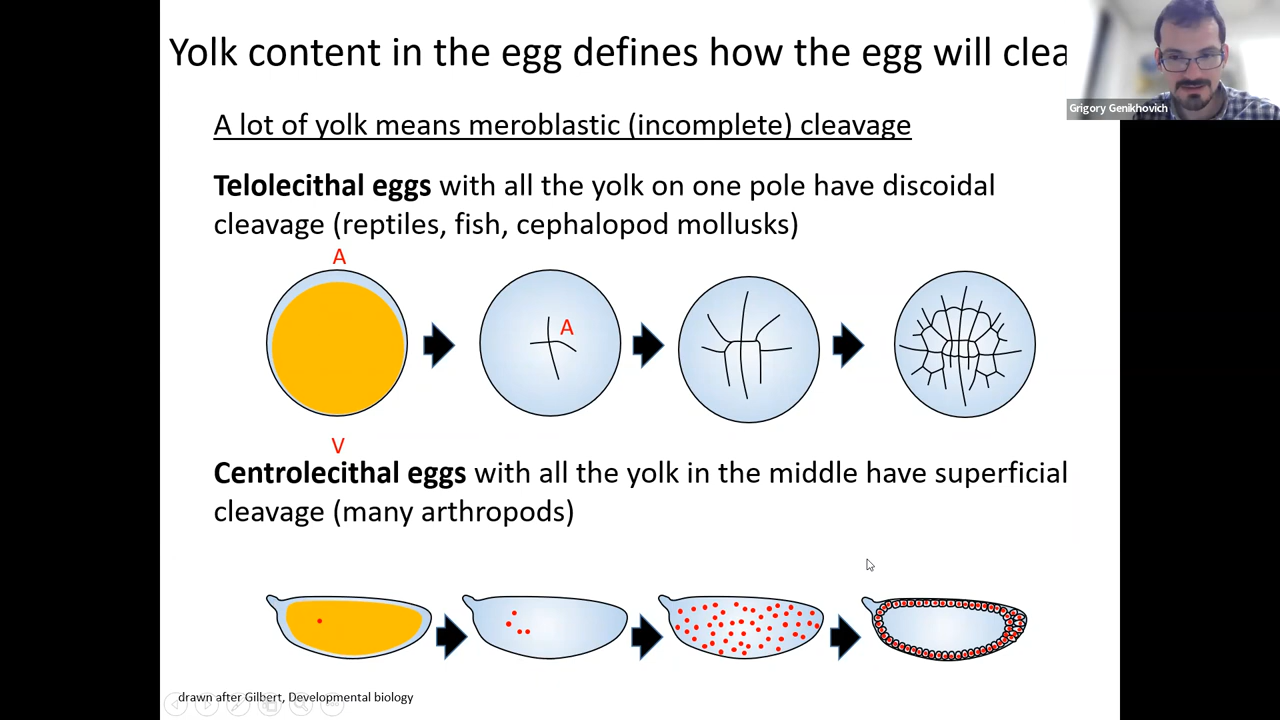 Yolk content in the egg defines how the egg will clea
Grigory Genikhovich
A lot of yolk means meroblastic (incomplete) cleavage
Telolecithal eggs with all the yolk on one pole have discoidal
cleavage (reptiles, fish, cephalopod mollusks)
A
A
V
Centrolecithal eggs with all the yolk in the middle have superficial
cleavage (many arthropods)
drawn after Gilbert, Developmental biology